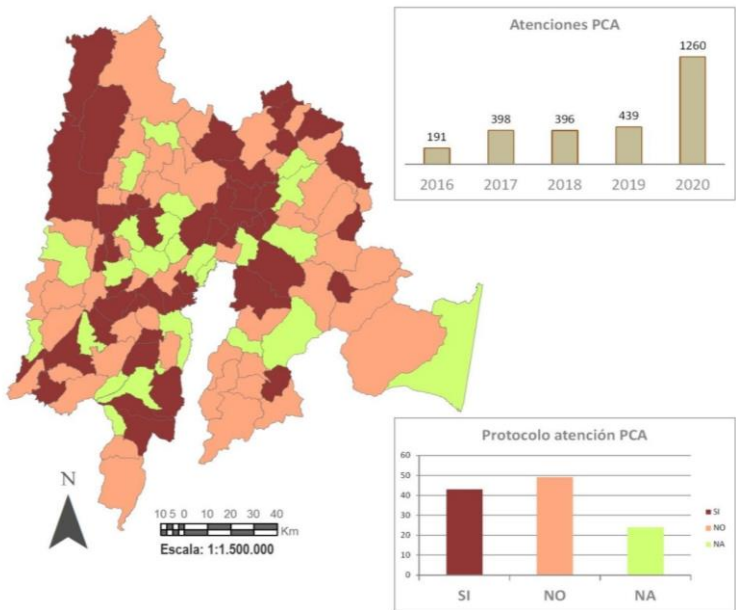 Atenciones PCA
191
398
396
439
1260
2016 2017 2018 2019 2020
N
10 5 0 10 20 30 40
Km
Escala: 1:1.500.000
Protocolo atención PCA
60
50
40
30
20
10
0
SI NO NA
SI
NO
NA